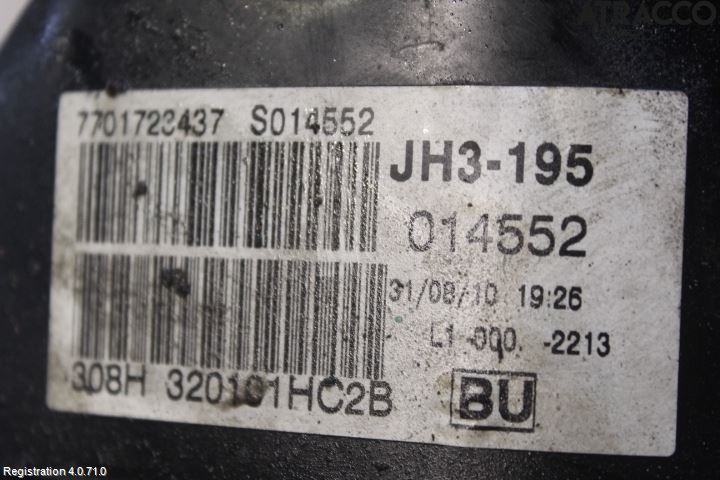 ATRACCO
7701723437 S014552
JH3-195
014552
31/08/10 19:26
L1-000. -2213
308H 320101HC2B
BU
Registration 4.0.71.0